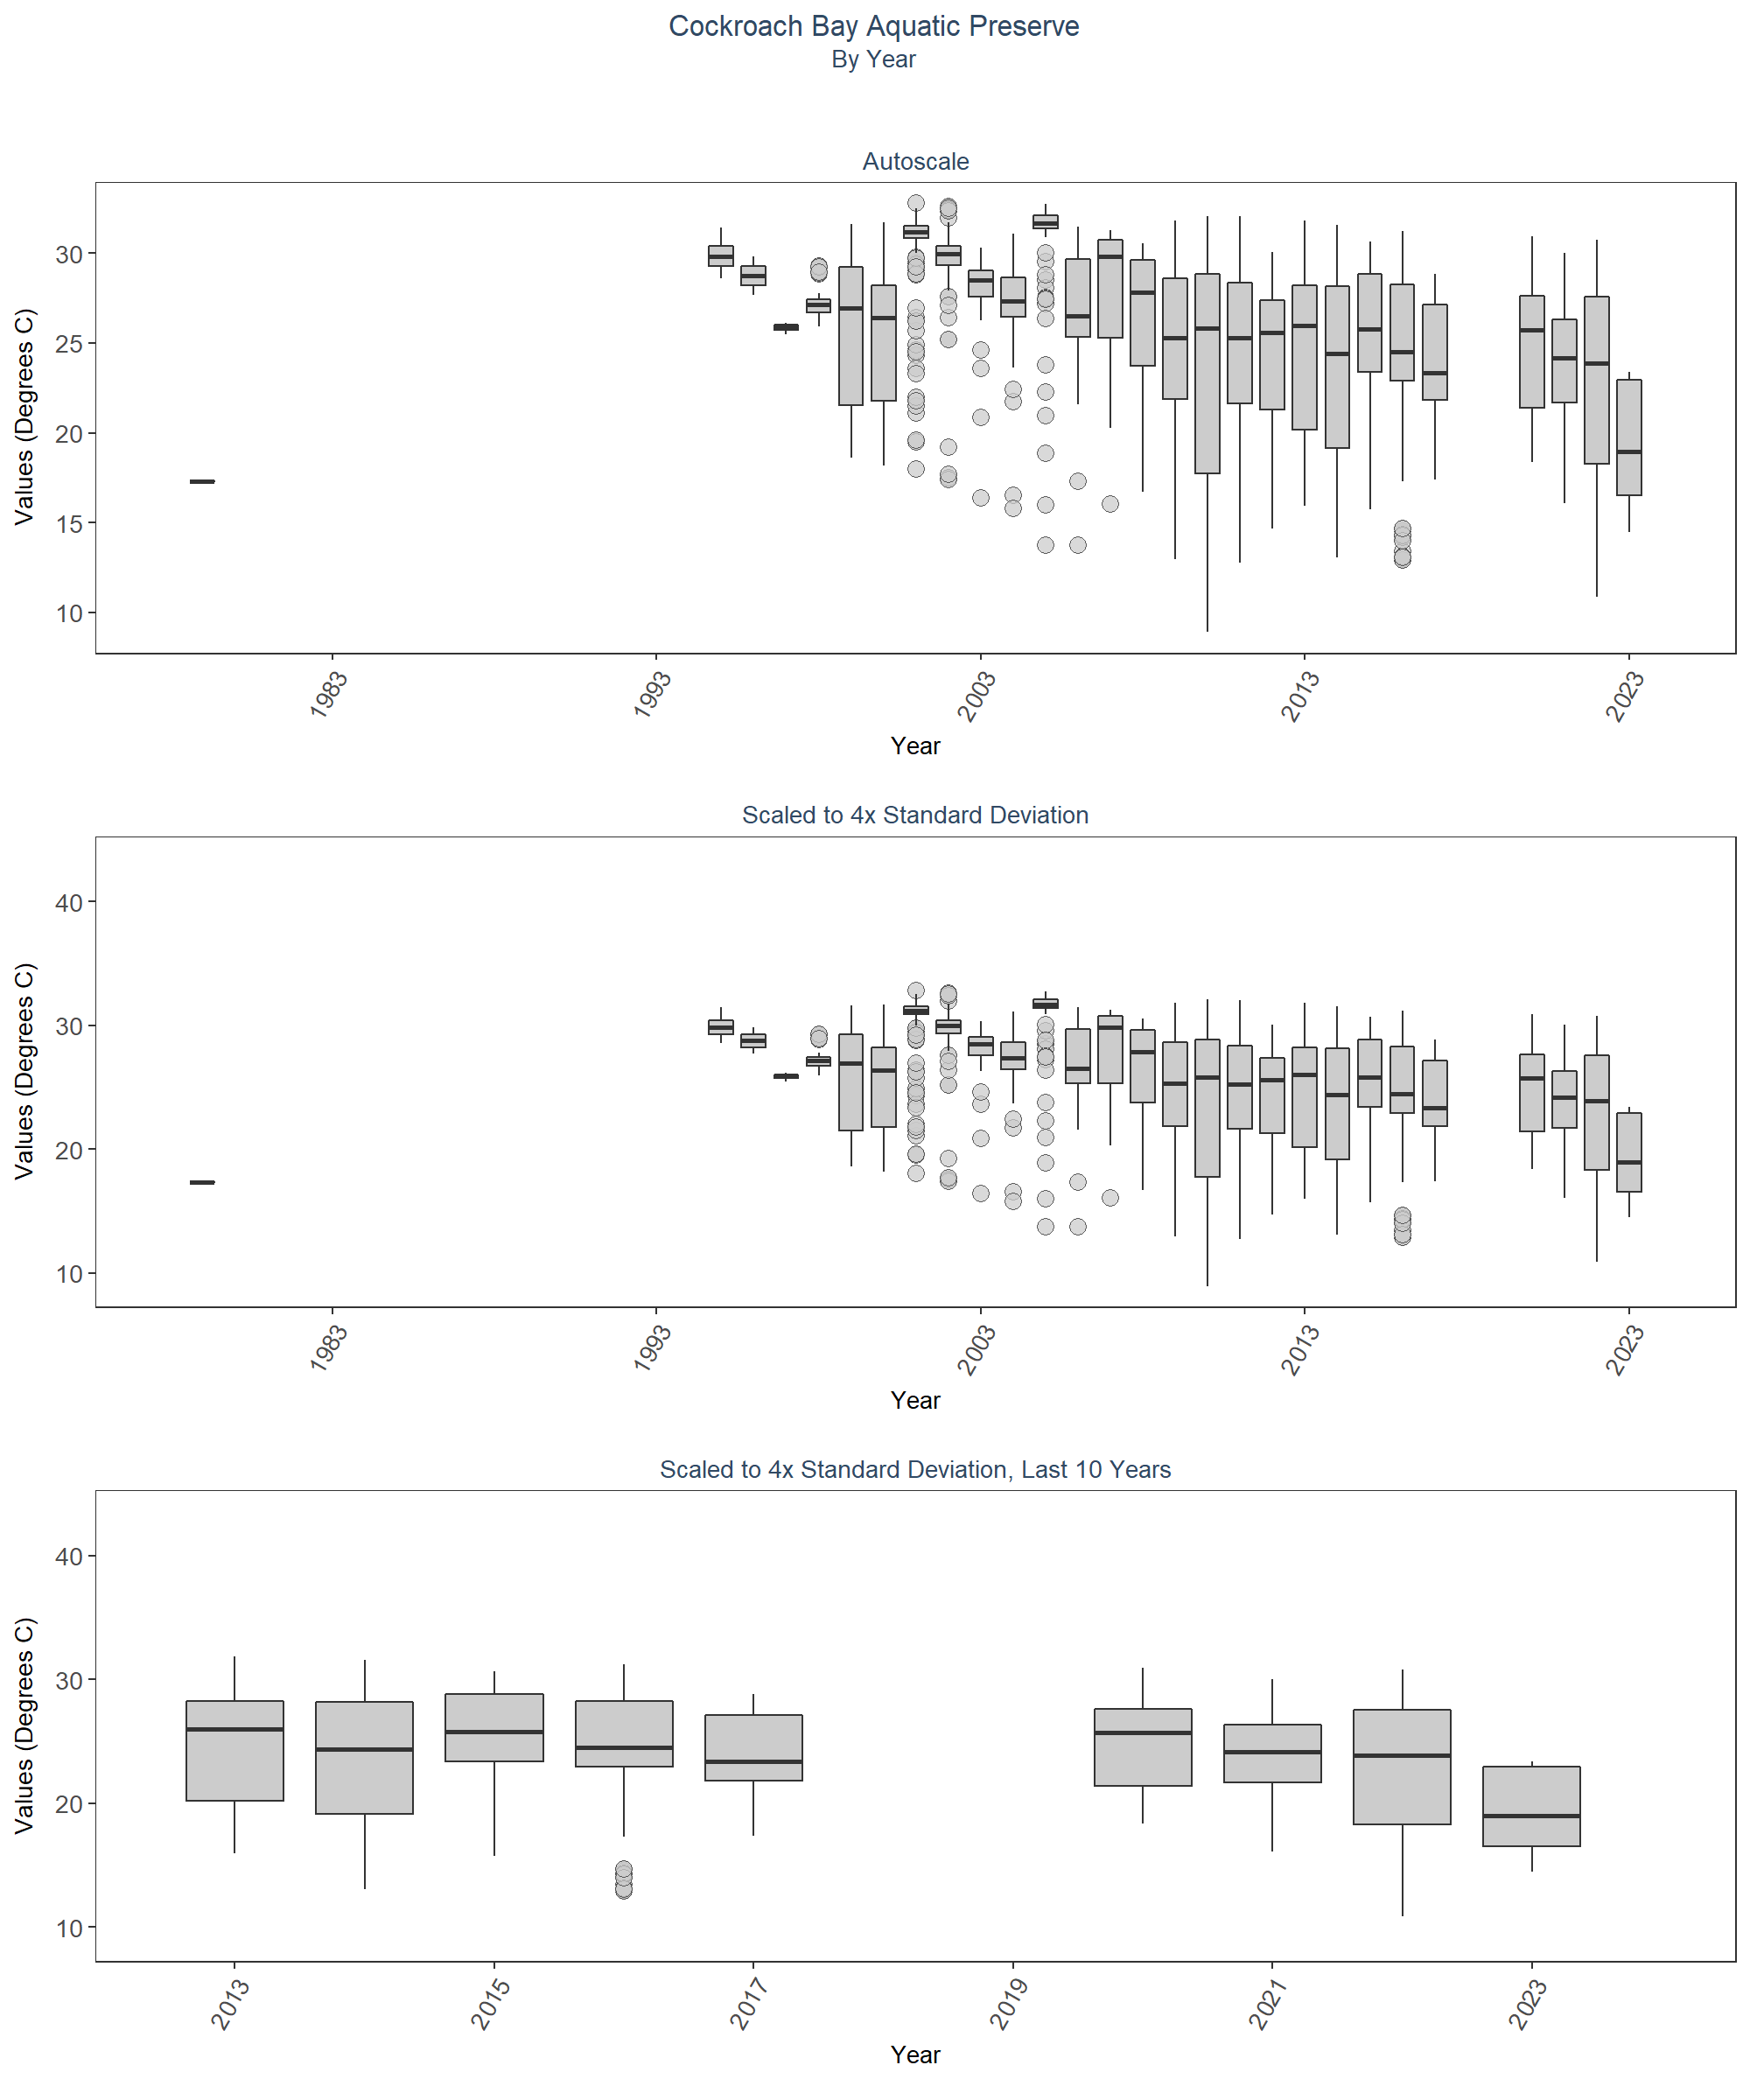 Cockroach Bay Aquatic Preserve
By Year
Autoscale
Values (Degrees C)
30
25
20
15
10
1983
1993
2003
2013
2023
Year
Scaled to 4x Standard Deviation
Values (Degrees C)
40
30
20
10
1983
1993
2003
2013
2023
Year
Scaled to 4x Standard Deviation, Last 10 Years
Values (Degrees C)
40
30
20
10
2013
2015
2017
2019
2021
2023
Year